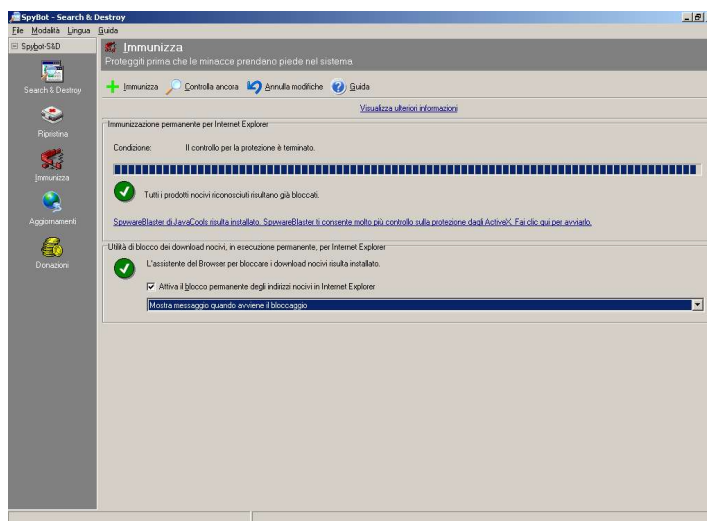 SpyBot - Search & Destroy
File Modalità Lingua Guida
Spybot-S&D
Search & Destroy
Ripristina
Immunizza
Aggiornamenti
Donazioni
Immunizza
Proteggiti prima che le minacce prendano piede nel sistema.
Immunizza Controlla ancora Annulla modifiche Guida
Visualizza ulteriori informazioni
Immunizzazione permanente per Internet Explorer
Condizione: Il controllo per la protezione è terminato.
Tutti i prodotti nocivi riconosciuti risultano già bloccati.
SpywareBlaster di JavaCools risulta installato. SpywareBlaster ti consente molto più controllo sulla protezione dagli ActiveX. Fai clic qui per avviarlo.
Utilità di blocco dei download nocivi, in esecuzione permanente, per Internet Explorer
L'assistente del Browser per bloccare i download nocivi risulta installato.
Attiva il blocco permanente degli indirizzi nocivi in Internet Explorer
Mostra messaggio quando avviene il bloccaggio